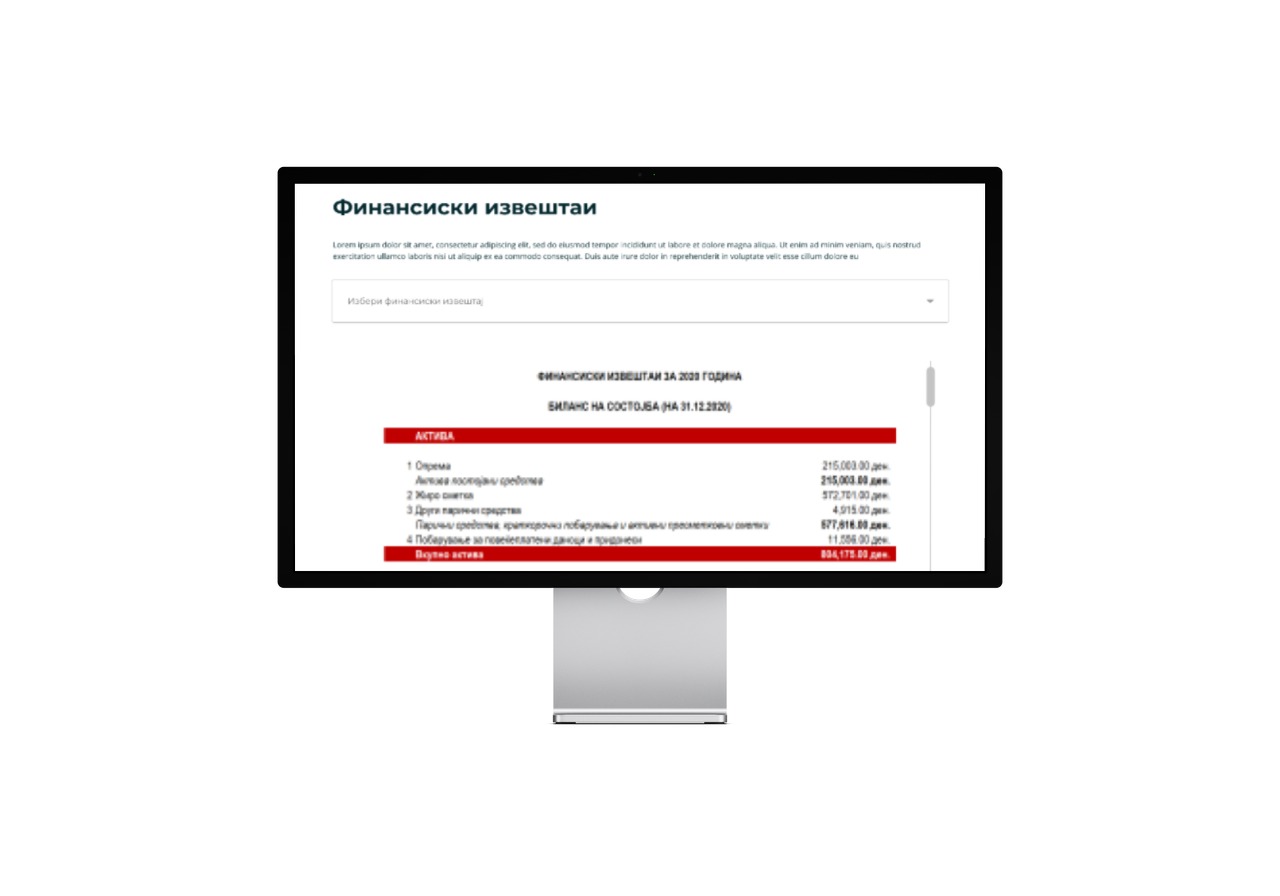 Финансиски извештаи
Lorem ipsum dolor sit amet, consectetur adipiscing elit, sed do eiusmod tempor incididunt ut labore et dolore magna aliqua. Ut enim ad minim veniam, quis nostrud
exercitation ullamco laboris nisi ut aliquip ex ea commodo consequat. Duis aute irure dolor in reprehenderit in voluptate velit esse cillum dolore eu
Избери финансиски извештај
ФИНАНСИСКИ ИЗВЕШТАИ ЗА 2020 ГОДИНА
БИЛАНС НА СОСТОЈБА (НА 31.12.2020)
АКТИВА
1 Опрема 215,003.00 ден.
Актива постојани средства 215,003.00 ден.
2 Жиро сметка 572,701.00 ден.
3 Други парични средства 4,915.00 ден.
Парични средства, краткорочни побарувања и активни пресметковни сметки 577,616.00 ден.
4 Побарување за повеќеплатени даноци и придонеси 11,556.00 ден.
Вкупно актива 804,175.00 ден.